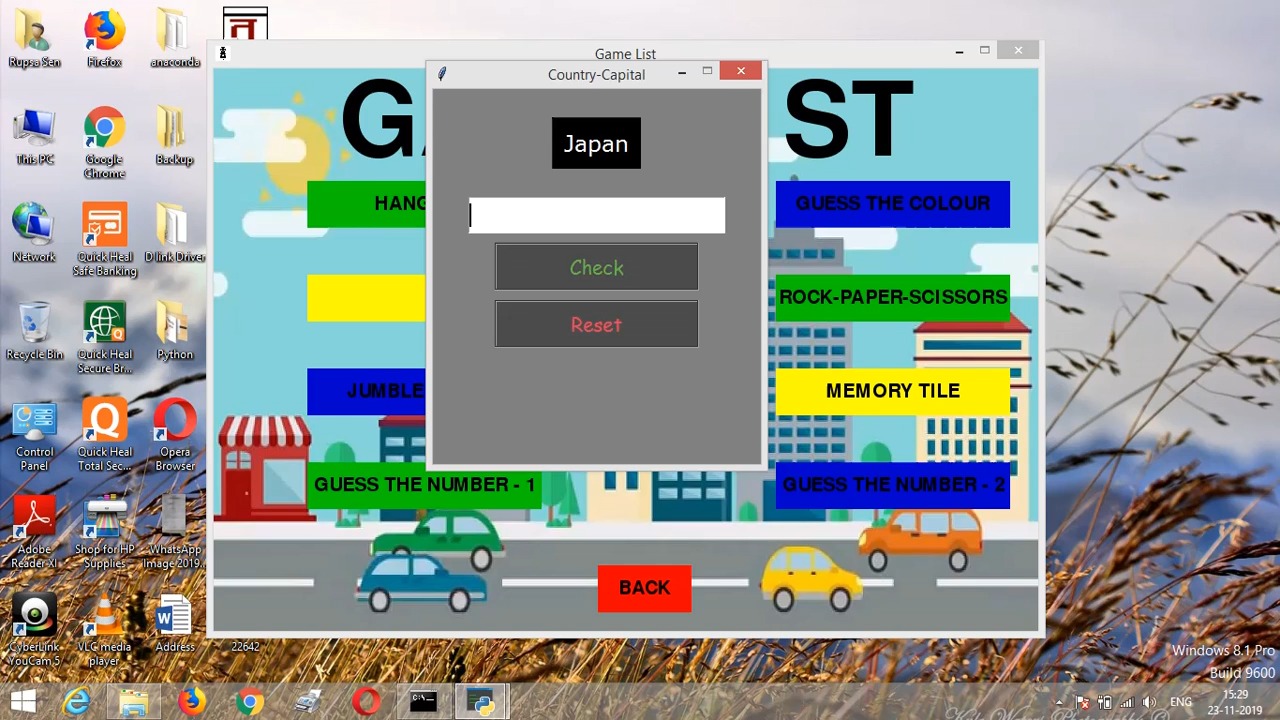 Rupsa Sen
Firefox
anaconda
त
This PC
Google
Chrome
Backup
Network
Quick Heal
Safe Banking
D link Driver
Recycle Bin
Quick Heal
Secure Br...
Python
Control
Panel
Quick Heal
Total Sec...
Opera
Browser
Adobe
Reader XI
Shop for HP
Supplies
WhatsApp
Image 2019...
CyberLink
YouCam 5
VLC media
player
Address
22642
Game List
G
ST
HANG
GUESS THE COLOUR
ROCK-PAPER-SCISSORS
JUMBLE
MEMORY TILE
GUESS THE NUMBER - 1
GUESS THE NUMBER - 2
BACK
Country-Capital
Japan
Check
Reset
Windows 8.1 Pro
Build 9600
ENG
15:29
23-11-2019